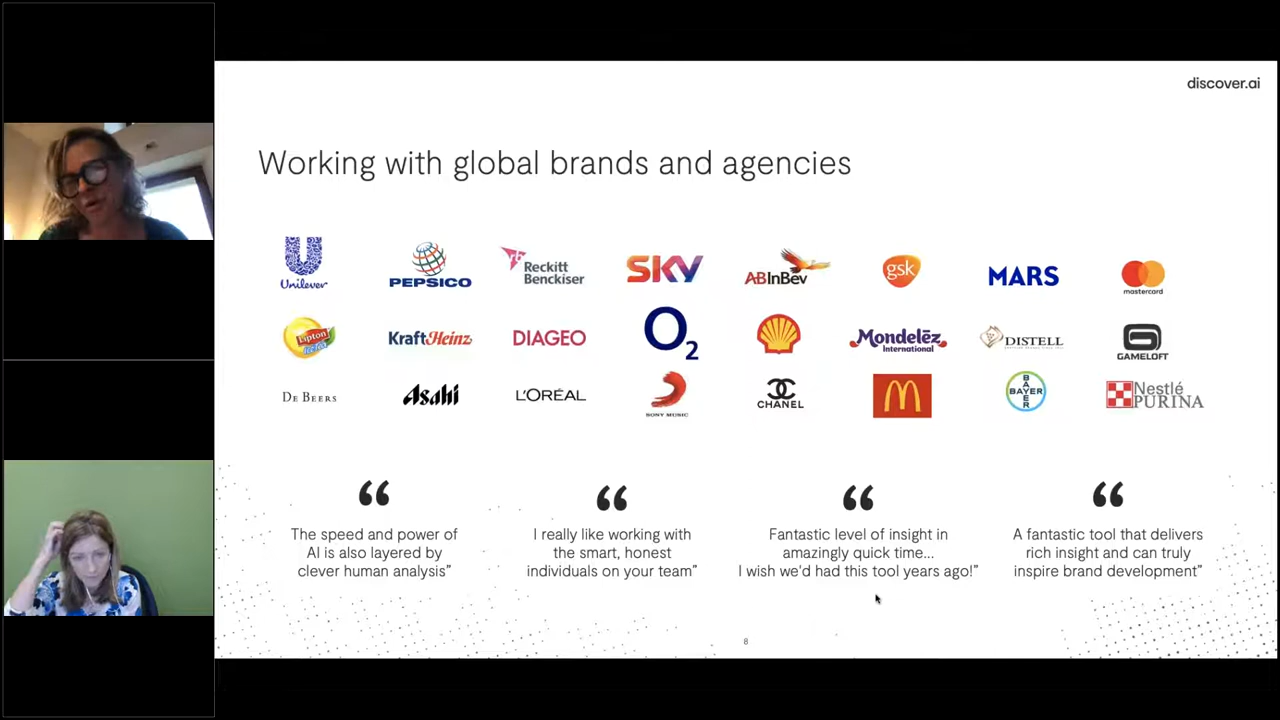 discover.ai
Working with global brands and agencies
Unilever
PEPSICO
rb Reckitt
Benckiser
sky
ABInBev
gsk
MARS
mastercard
Lipton
KraftHeinz
DIAGEO
O2
Mondelēz
International
DISTELL
GAMELOFT
DE BEERS
Asahi
L'ORÉAL
SONY MUSIC
CHANEL
M
BAYER
BAYER
Nestlé
PURINA
“
The speed and power of
AI is also layered by
clever human analysis”
“
I really like working with
the smart, honest
individuals on your team”
“
Fantastic level of insight in
amazingly quick time...
I wish we'd had this tool years ago!”
“
A fantastic tool that delivers
rich insight and can truly
inspire brand development”
8